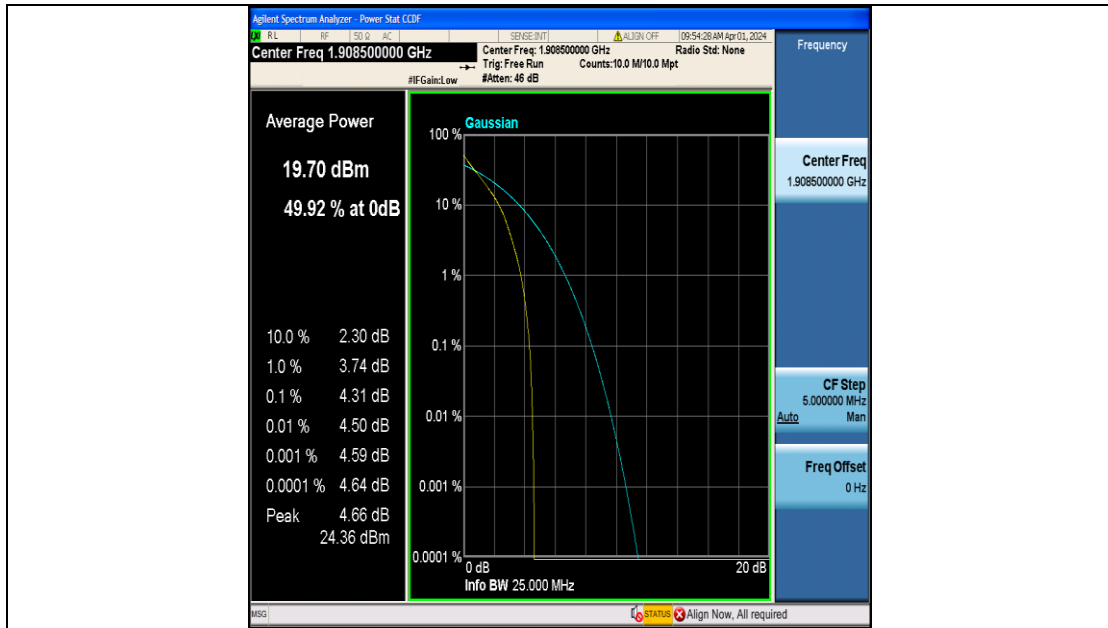 Agilent Spectrum Analyzer - Power Stat CCDF
RL RF 50 Ω AC SENSE:INT ALIGN OFF 09:54:28 AM Apr 01, 2024
Center Freq 1.908500000 GHz
Center Freq: 1.908500000 GHz Radio Std: None
Trig: Free Run Counts:10.0 M/10.0 Mpt
#IFGain:Low #Atten: 46 dB
Frequency
Average Power
19.70 dBm
49.92 % at 0dB
10.0 % 2.30 dB
1.0 % 3.74 dB
0.1 % 4.31 dB
0.01 % 4.50 dB
0.001 % 4.59 dB
0.0001 % 4.64 dB
Peak 4.66 dB
24.36 dBm
Gaussian
100 %
10 %
1 %
0.1 %
0.01 %
0.001 %
0.0001 %
0 dB 20 dB
Info BW 25.000 MHz
Center Freq
1.908500000 GHz
CF Step
5.000000 MHz
Auto Man
Freq Offset
0 Hz
MSG STATUS Align Now, All required